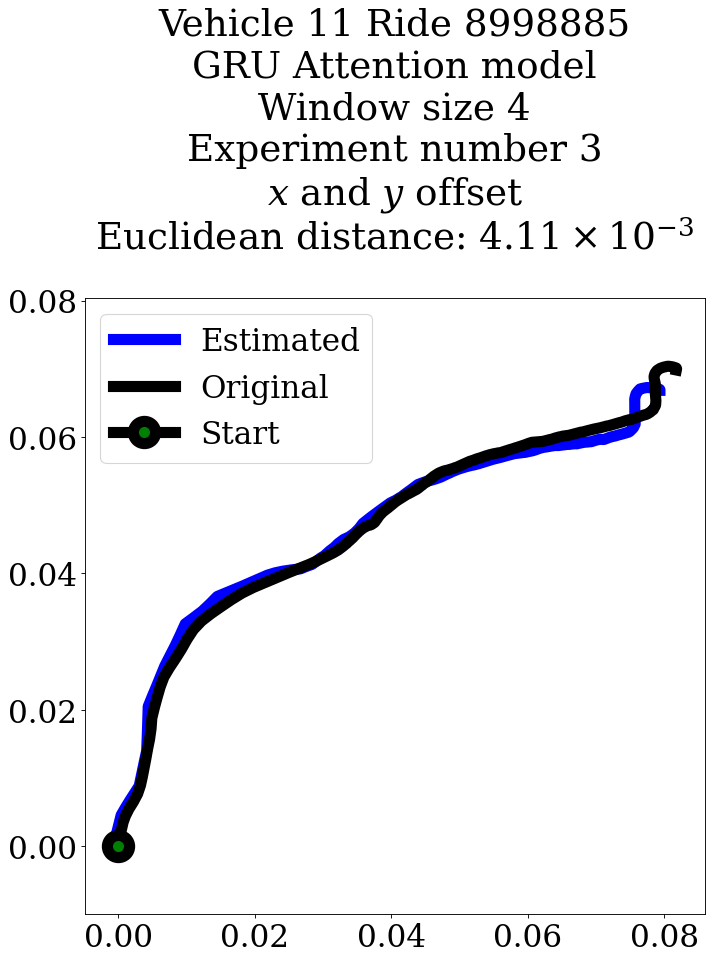 Vehicle 11 Ride 8998885
GRU Attention model
Window size 4
Experiment number 3
x and y offset
Euclidean distance: 4.11 × 10⁻³
0.08
Estimated
Original
Start
0.06
0.04
0.02
0.00
0.00 0.02 0.04 0.06 0.08